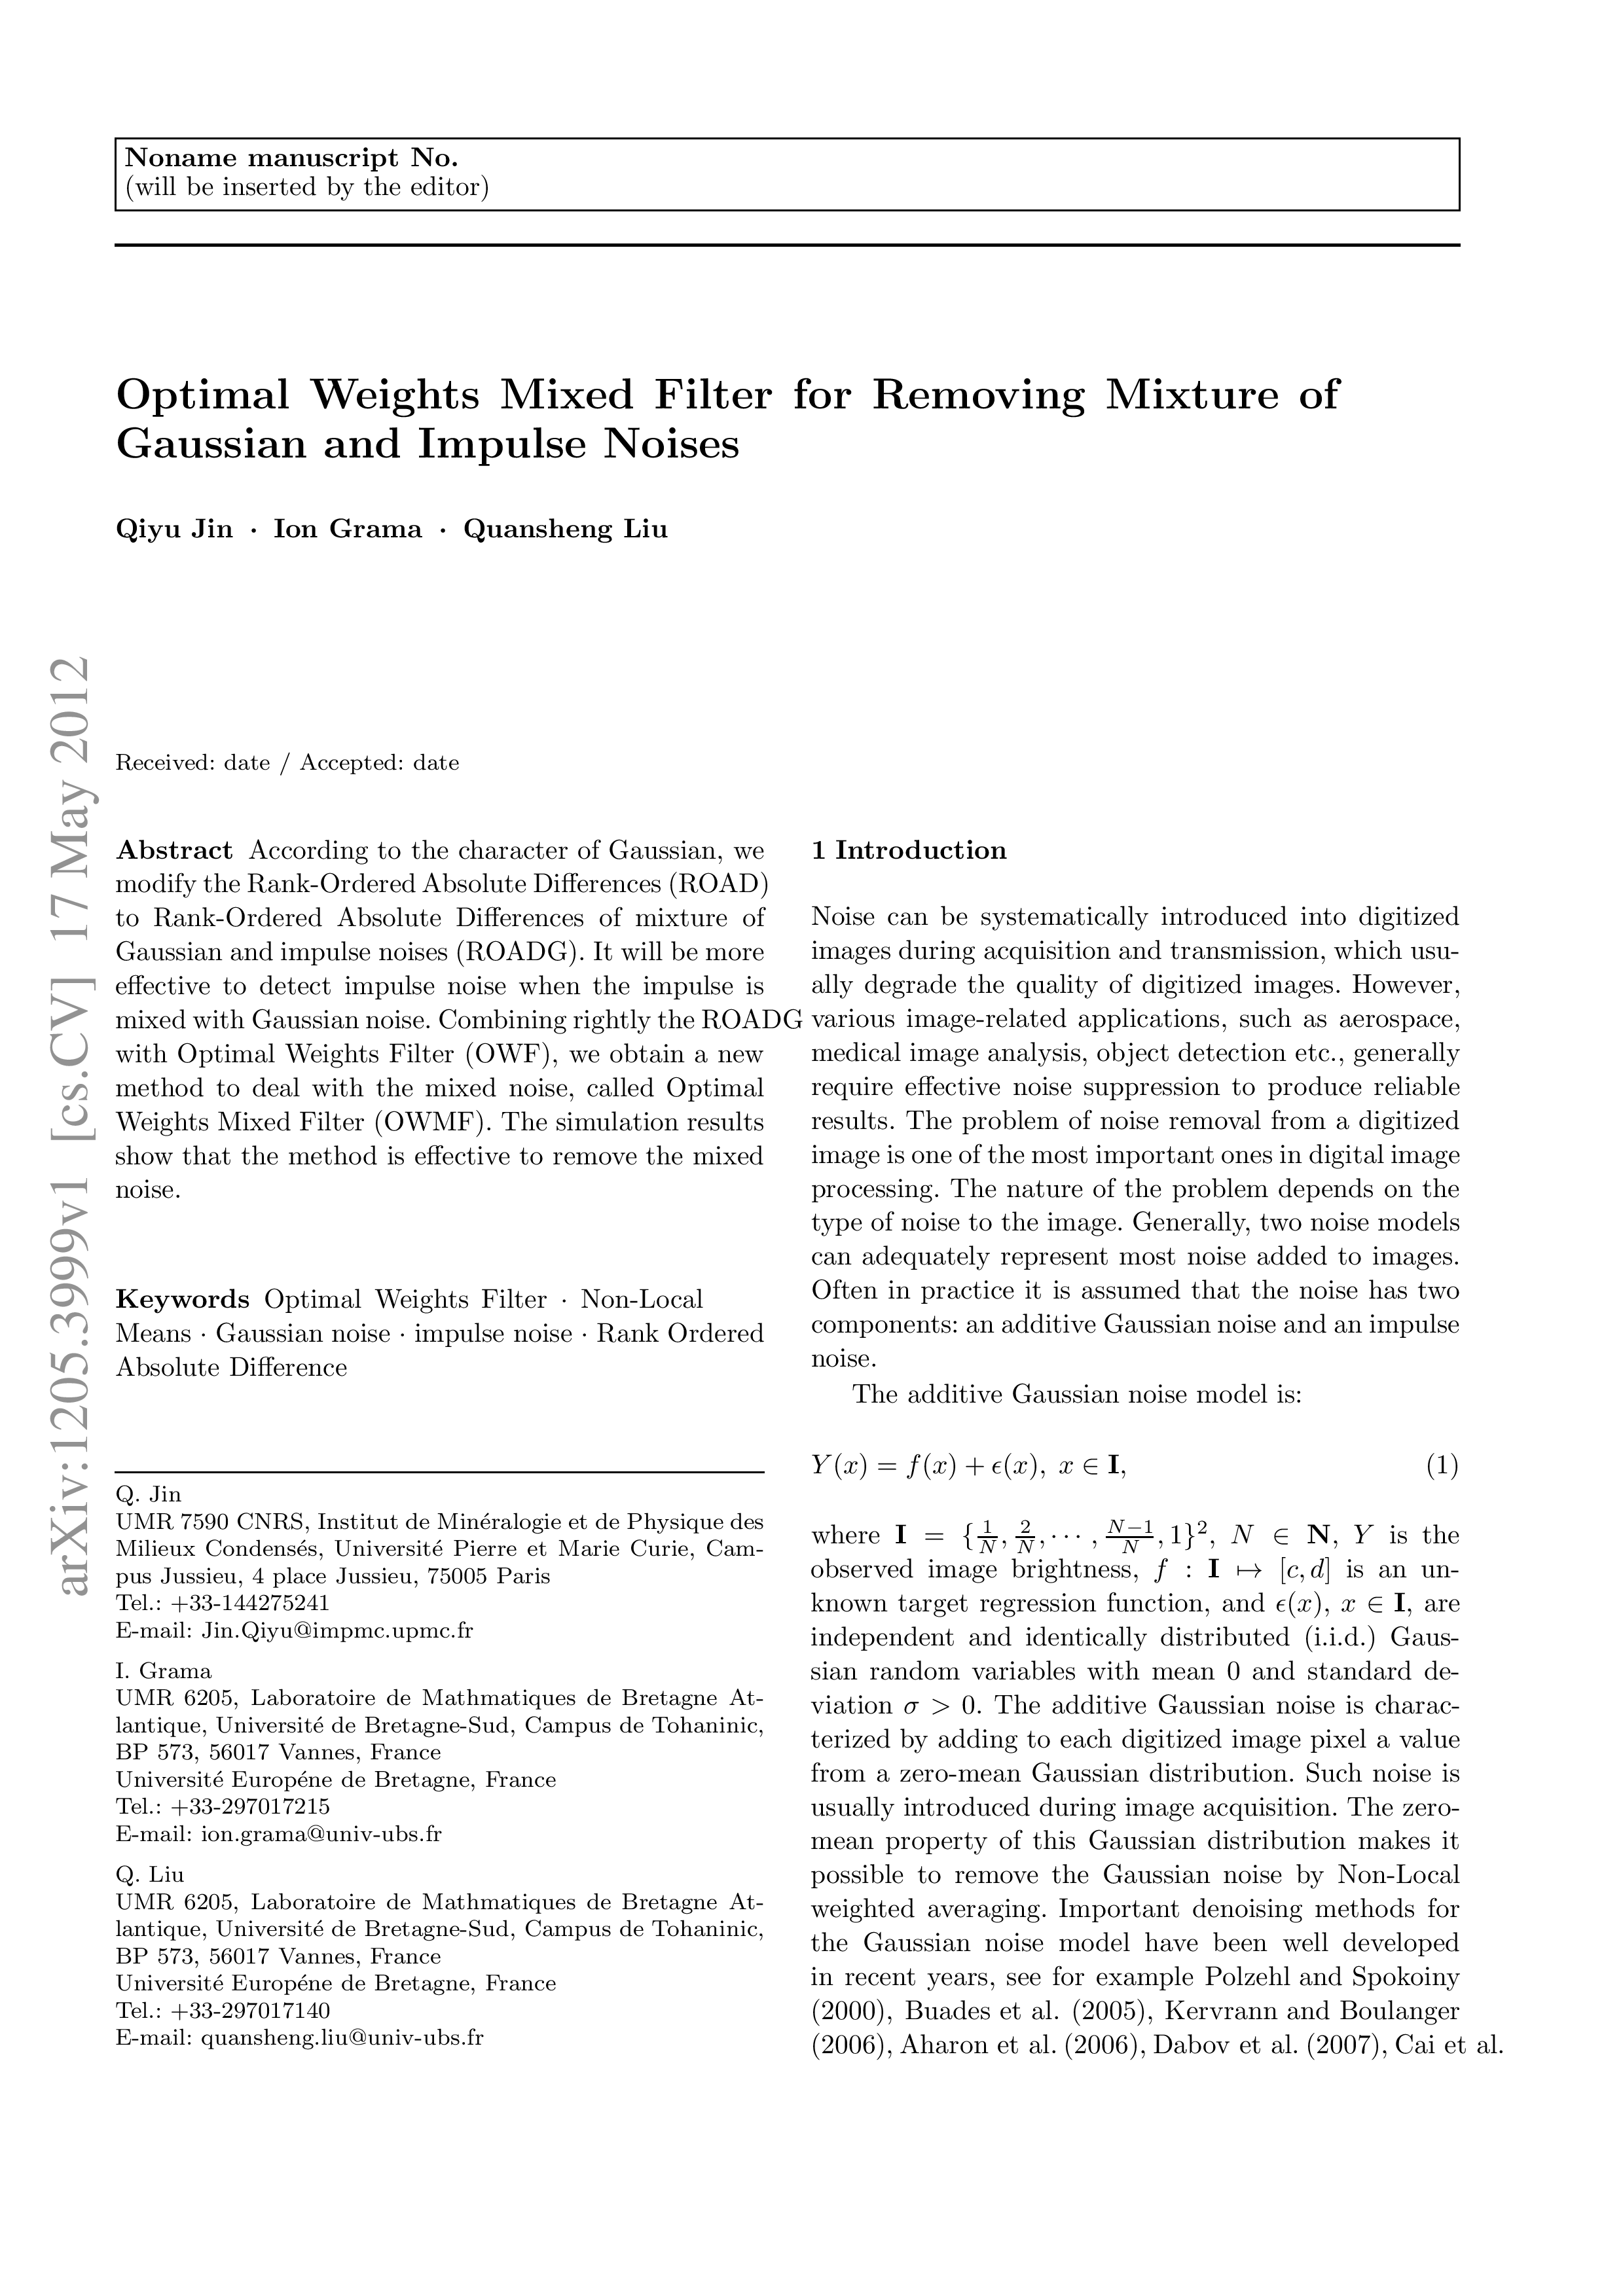 Noname manuscript No.
(will be inserted by the editor)
Optimal Weights Mixed Filter for Removing Mixture of
Gaussian and Impulse Noises
Qiyu Jin · Ion Grama · Quansheng Liu
Received: date / Accepted: date
Abstract According to the character of Gaussian, we
modify the Rank-Ordered Absolute Differences (ROAD)
to Rank-Ordered Absolute Differences of mixture of
Gaussian and impulse noises (ROADG). It will be more
effective to detect impulse noise when the impulse is
mixed with Gaussian noise. Combining rightly the ROADG
with Optimal Weights Filter (OWF), we obtain a new
method to deal with the mixed noise, called Optimal
Weights Mixed Filter (OWMF). The simulation results
show that the method is effective to remove the mixed
noise.
Keywords Optimal Weights Filter · Non-Local
Means · Gaussian noise · impulse noise · Rank Ordered
Absolute Difference
Q. Jin
UMR 7590 CNRS, Institut de Minéralogie et de Physique des
Milieux Condensés, Université Pierre et Marie Curie, Cam-
pus Jussieu, 4 place Jussieu, 75005 Paris
Tel.: +33-144275241
E-mail: Jin.Qiyu@impmc.upmc.fr
I. Grama
UMR 6205, Laboratoire de Mathmatiques de Bretagne At-
lantique, Université de Bretagne-Sud, Campus de Tohaninic,
BP 573, 56017 Vannes, France
Université Européne de Bretagne, France
Tel.: +33-297017215
E-mail: ion.grama@univ-ubs.fr
Q. Liu
UMR 6205, Laboratoire de Mathmatiques de Bretagne At-
lantique, Université de Bretagne-Sud, Campus de Tohaninic,
BP 573, 56017 Vannes, France
Université Européne de Bretagne, France
Tel.: +33-297017140
E-mail: quansheng.liu@univ-ubs.fr
1 Introduction
Noise can be systematically introduced into digitized
images during acquisition and transmission, which usu-
ally degrade the quality of digitized images. However,
various image-related applications, such as aerospace,
medical image analysis, object detection etc., generally
require effective noise suppression to produce reliable
results. The problem of noise removal from a digitized
image is one of the most important ones in digital image
processing. The nature of the problem depends on the
type of noise to the image. Generally, two noise models
can adequately represent most noise added to images.
Often in practice it is assumed that the noise has two
components: an additive Gaussian noise and an impulse
noise.
The additive Gaussian noise model is:
Y(x) = f(x) + ϵ(x), x ∈ I, (1)
where I = {1/N, 2/N, ··· , N−1/N, 1}², N ∈ N, Y is the
observed image brightness, f : I ↦ [c, d] is an un-
known target regression function, and ϵ(x), x ∈ I, are
independent and identically distributed (i.i.d.) Gaus-
sian random variables with mean 0 and standard de-
viation σ > 0. The additive Gaussian noise is charac-
terized by adding to each digitized image pixel a value
from a zero-mean Gaussian distribution. Such noise is
usually introduced during image acquisition. The zero-
mean property of this Gaussian distribution makes it
possible to remove the Gaussian noise by Non-Local
weighted averaging. Important denoising methods for
the Gaussian noise model have been well developed
in recent years, see for example Polzehl and Spokoiny
(2000), Buades et al. (2005), Kervrann and Boulanger
(2006), Aharon et al. (2006), Dabov et al. (2007), Cai et al.
arXiv:1205.3999v1 [cs.CV] 17 May 2012